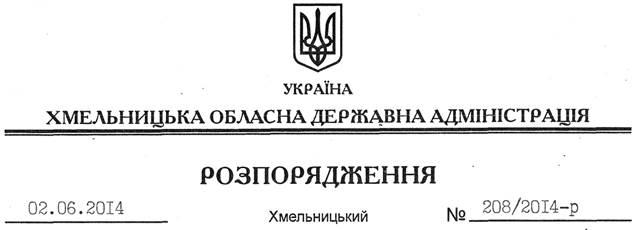 УКРАЇНА
ХМЕЛЬНИЦЬКА ОБЛАСНА ДЕРЖАВНА АДМІНІСТРАЦІЯ
РОЗПОРЯДЖЕННЯ
02.06.2014 Хмельницький № 208/2014-р